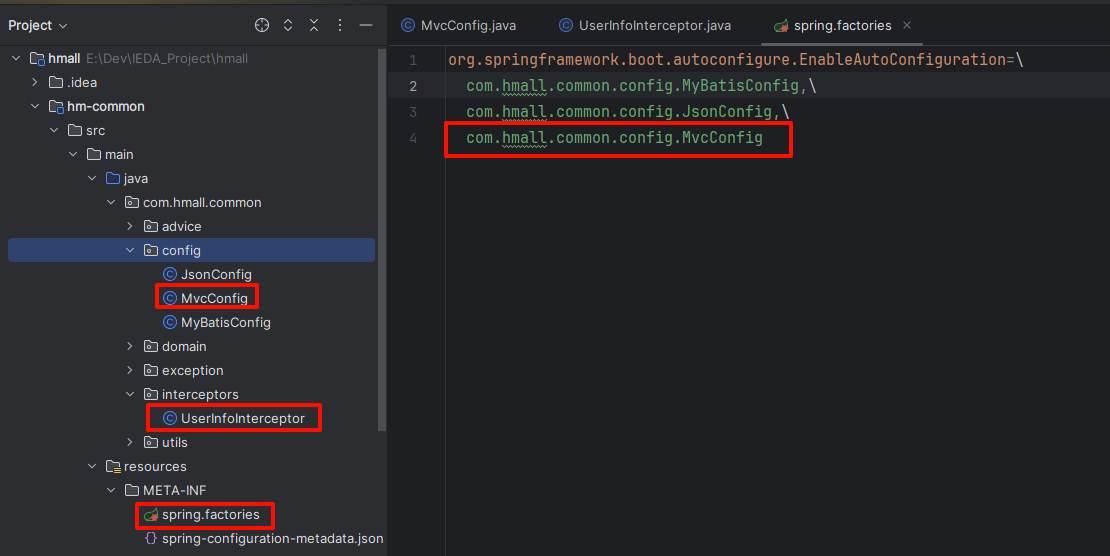 Project
hmall E:\Dev\IEDA_Project\hmall
.idea
hm-common
src
main
java
com.hmall.common
advice
config
JsonConfig
MvcConfig
MyBatisConfig
domain
exception
interceptors
UserInfoInterceptor
utils
resources
META-INF
spring.factories
spring-configuration-metadata.json
MvcConfig.java UserInfoInterceptor.java spring.factories
1 org.springframework.boot.autoconfigure.EnableAutoConfiguration=\
2 com.hmall.common.config.MyBatisConfig,\
3 com.hmall.common.config.JsonConfig,\
4 com.hmall.common.config.MvcConfig